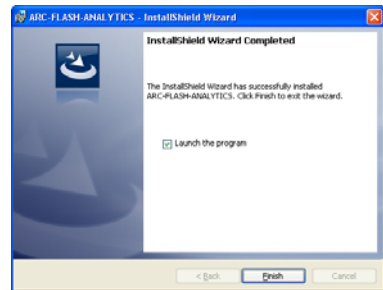 ARC-FLASH-ANALYTICS - InstallShield Wizard
InstallShield Wizard Completed
The InstallShield Wizard has successfully installed
ARC-FLASH-ANALYTICS. Click Finish to exit the wizard.
Launch the program
< Back
Finish
Cancel